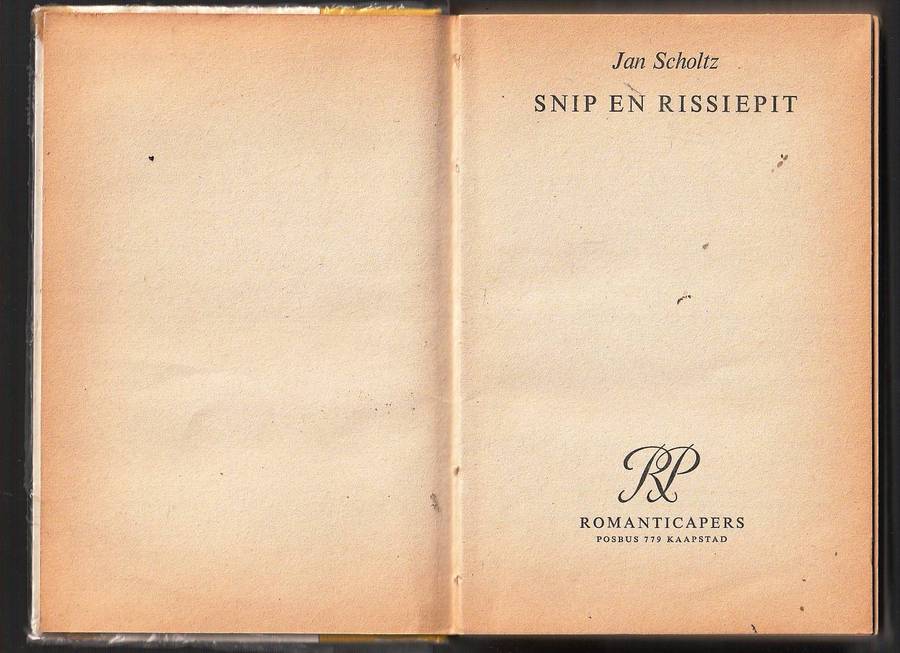 Jan Scholtz
SNIP EN RISSIEPIT
RP
ROMANTICAPERS
POSBUS 779 KAAPSTAD